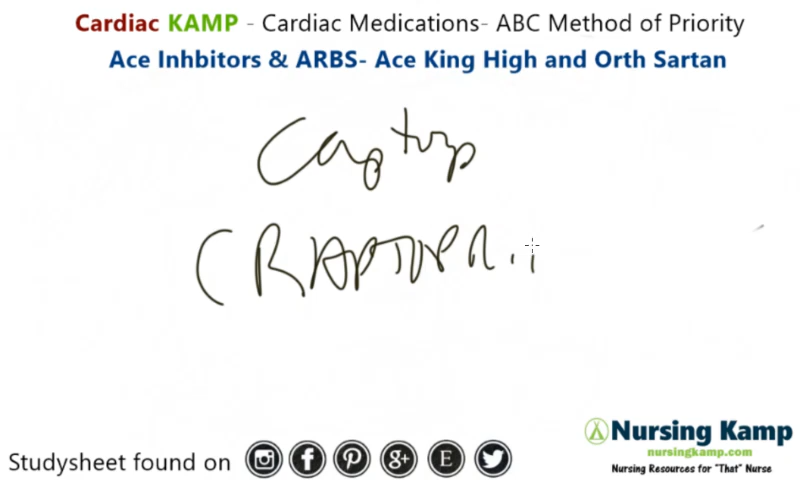 Cardiac KAMP - Cardiac Medications- ABC Method of Priority
Ace Inhbitors & ARBS- Ace King High and Orth Sartan
Captop
CRAPTOPR.i
Nursing Kamp
nursingkamp.com
Nursing Resources for "That" Nurse
Studysheet found on